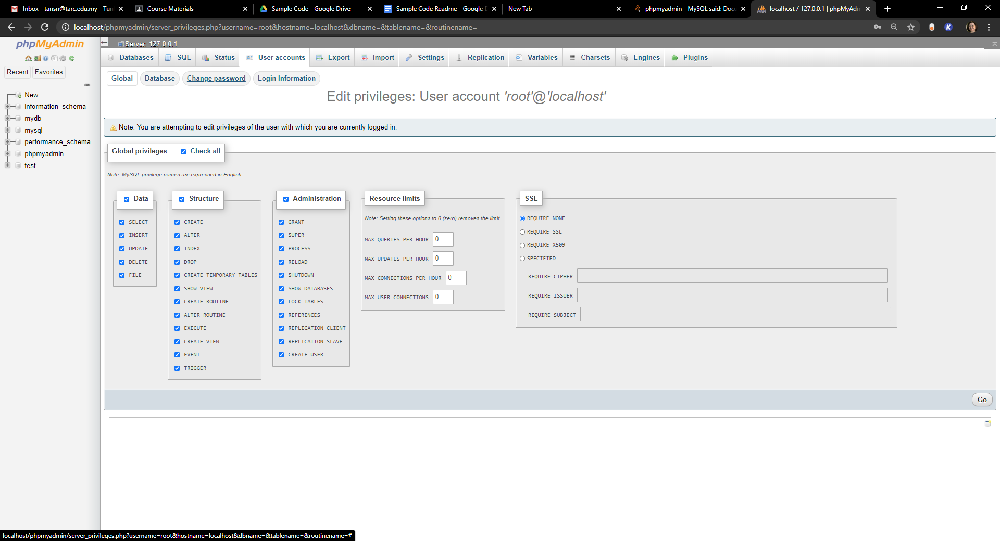 Inbox - tansn@tarc.edu.my - Tun
Course Materials
Sample Code - Google Drive
Sample Code Readme - Google D
New Tab
phpmyadmin - MySQL said: Docu
localhost / 127.0.0.1 | phpMyAdm
localhost/phpmyadmin/server_privileges.php?username=root&hostname=localhost&dbname=&tablename=&routinename=
phpMyAdmin
Recent
Favorites
New
information_schema
mydb
mysql
performance_schema
phpmyadmin
test
Server: 127.0.0.1
Databases
SQL
Status
User accounts
Export
Import
Settings
Replication
Variables
Charsets
Engines
Plugins
Global
Database
Change password
Login Information
Edit privileges: User account 'root'@'localhost'
Note: You are attempting to edit privileges of the user with which you are currently logged in.
Global privileges
Check all
Note: MySQL privilege names are expressed in English.
Data
SELECT
INSERT
UPDATE
DELETE
FILE
Structure
CREATE
ALTER
INDEX
DROP
CREATE TEMPORARY TABLES
SHOW VIEW
CREATE ROUTINE
ALTER ROUTINE
EXECUTE
CREATE VIEW
EVENT
TRIGGER
Administration
GRANT
SUPER
PROCESS
RELOAD
SHUTDOWN
SHOW DATABASES
LOCK TABLES
REFERENCES
REPLICATION CLIENT
REPLICATION SLAVE
CREATE USER
Resource limits
Note: Setting these options to 0 (zero) removes the limit.
MAX QUERIES PER HOUR 0
MAX UPDATES PER HOUR 0
MAX CONNECTIONS PER HOUR 0
MAX USER_CONNECTIONS 0
SSL
REQUIRE NONE
REQUIRE SSL
REQUIRE X509
SPECIFIED
REQUIRE CIPHER
REQUIRE ISSUER
REQUIRE SUBJECT
Go
localhost/phpmyadmin/server_privileges.php?username=root&hostname=localhost&dbname=&tablename=&routinename=#